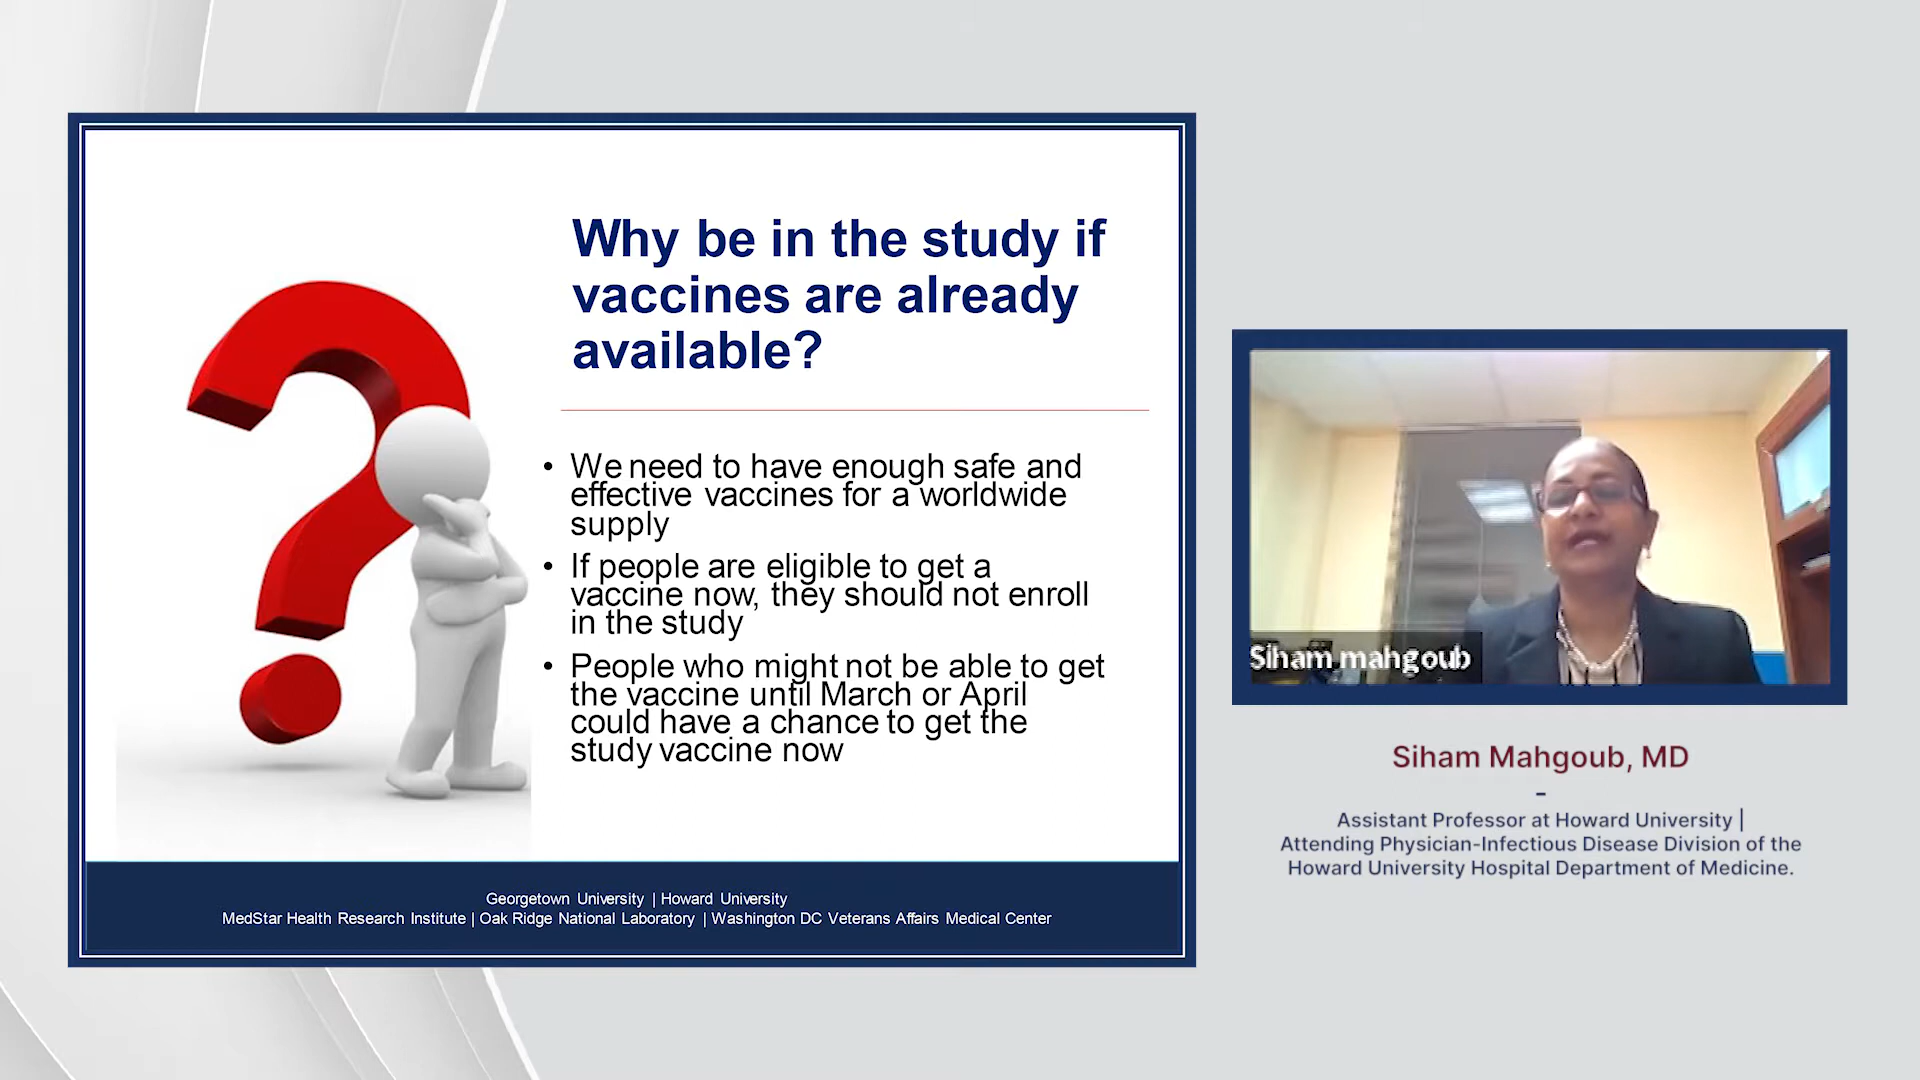 Why be in the study if
vaccines are already
available?
• We need to have enough safe and
effective vaccines for a worldwide
supply
• If people are eligible to get a
vaccine now, they should not enroll
in the study
• People who might not be able to get
the vaccine until March or April
could have a chance to get the
study vaccine now
Georgetown University | Howard University
MedStar Health Research Institute | Oak Ridge National Laboratory | Washington DC Veterans Affairs Medical Center
Siham mahgoub
Siham Mahgoub, MD
-
Assistant Professor at Howard University |
Attending Physician-Infectious Disease Division of the
Howard University Hospital Department of Medicine.